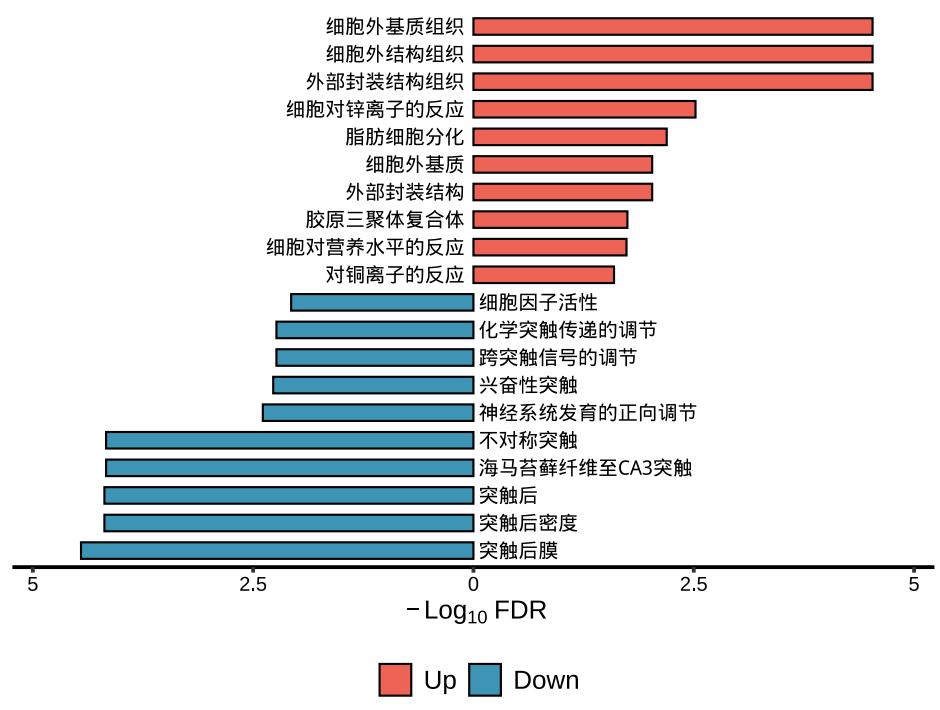 细胞外基质组织
细胞外结构组织
外部封装结构组织
细胞对锌离子的反应
脂肪细胞分化
细胞外基质
外部封装结构
胶原三聚体复合体
细胞对营养水平的反应
对铜离子的反应
细胞因子活性
化学突触传递的调节
跨突触信号的调节
兴奋性突触
神经系统发育的正向调节
不对称突触
海马苔藓纤维至CA3突触
突触后
突触后密度
突触后膜
5 2.5 0 2.5 5
−Log₁₀ FDR
Up Down